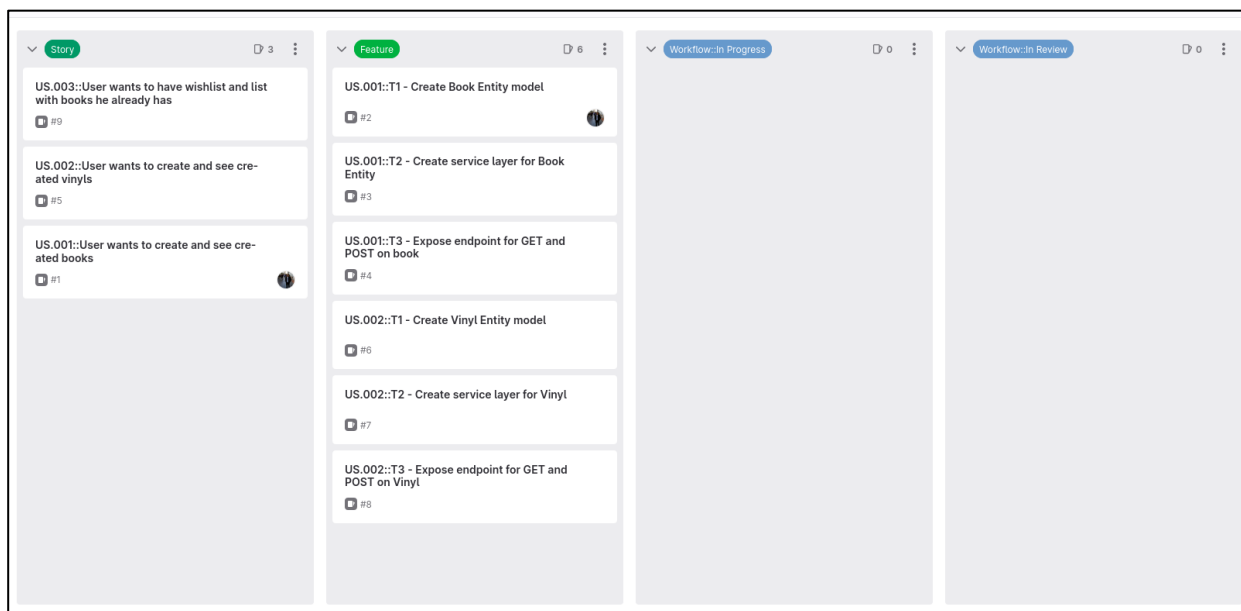 Story
3
US.003::User wants to have wishlist and list
with books he already has
#9
US.002::User wants to create and see cre-
ated vinyls
#5
US.001::User wants to create and see cre-
ated books
#1
Feature
6
US.001::T1 - Create Book Entity model
#2
US.001::T2 - Create service layer for Book
Entity
#3
US.001::T3 - Expose endpoint for GET and
POST on book
#4
US.002::T1 - Create Vinyl Entity model
#6
US.002::T2 - Create service layer for Vinyl
#7
US.002::T3 - Expose endpoint for GET and
POST on Vinyl
#8
Workflow::In Progress
0
Workflow::In Review
0